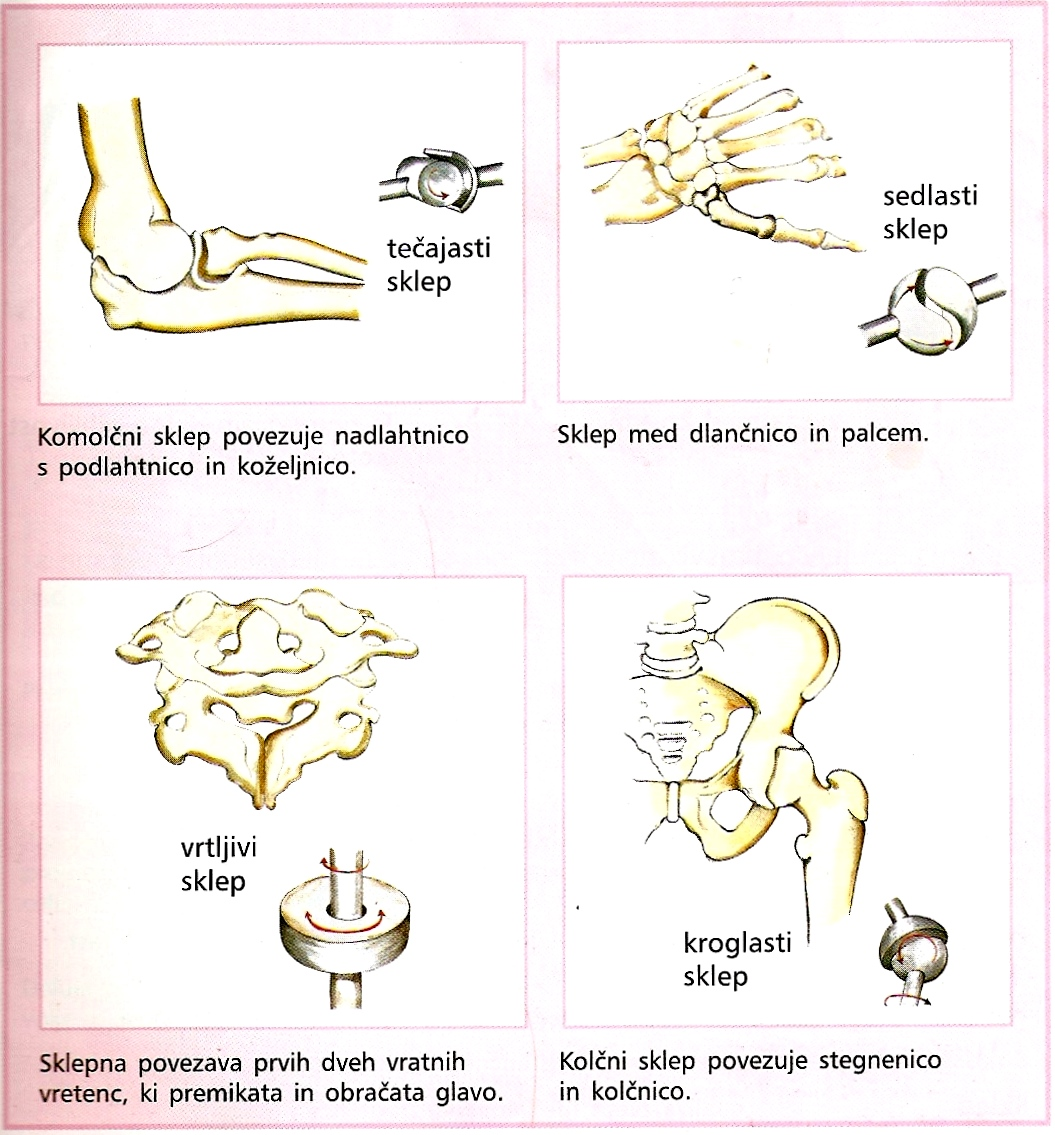 tečajasti
sklep
Komolčni sklep povezuje nadlahtnico
s podlahtnico in koželjnico.
sedlasti
sklep
Sklep med dlančnico in palcem.
vrtljivi
sklep
Sklepna povezava prvih dveh vratnih
vretenc, ki premikata in obračata glavo.
kroglasti
sklep
Kolčni sklep povezuje stegnenico
in kolčnico.